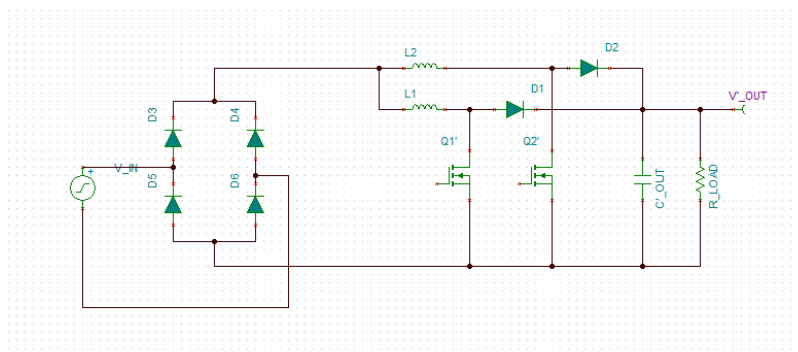 L2
D2
L1
D1
V'_OUT
D3
D4
Q1'
Q2'
+
V_IN
D5
D6
C'_OUT
R_LOAD